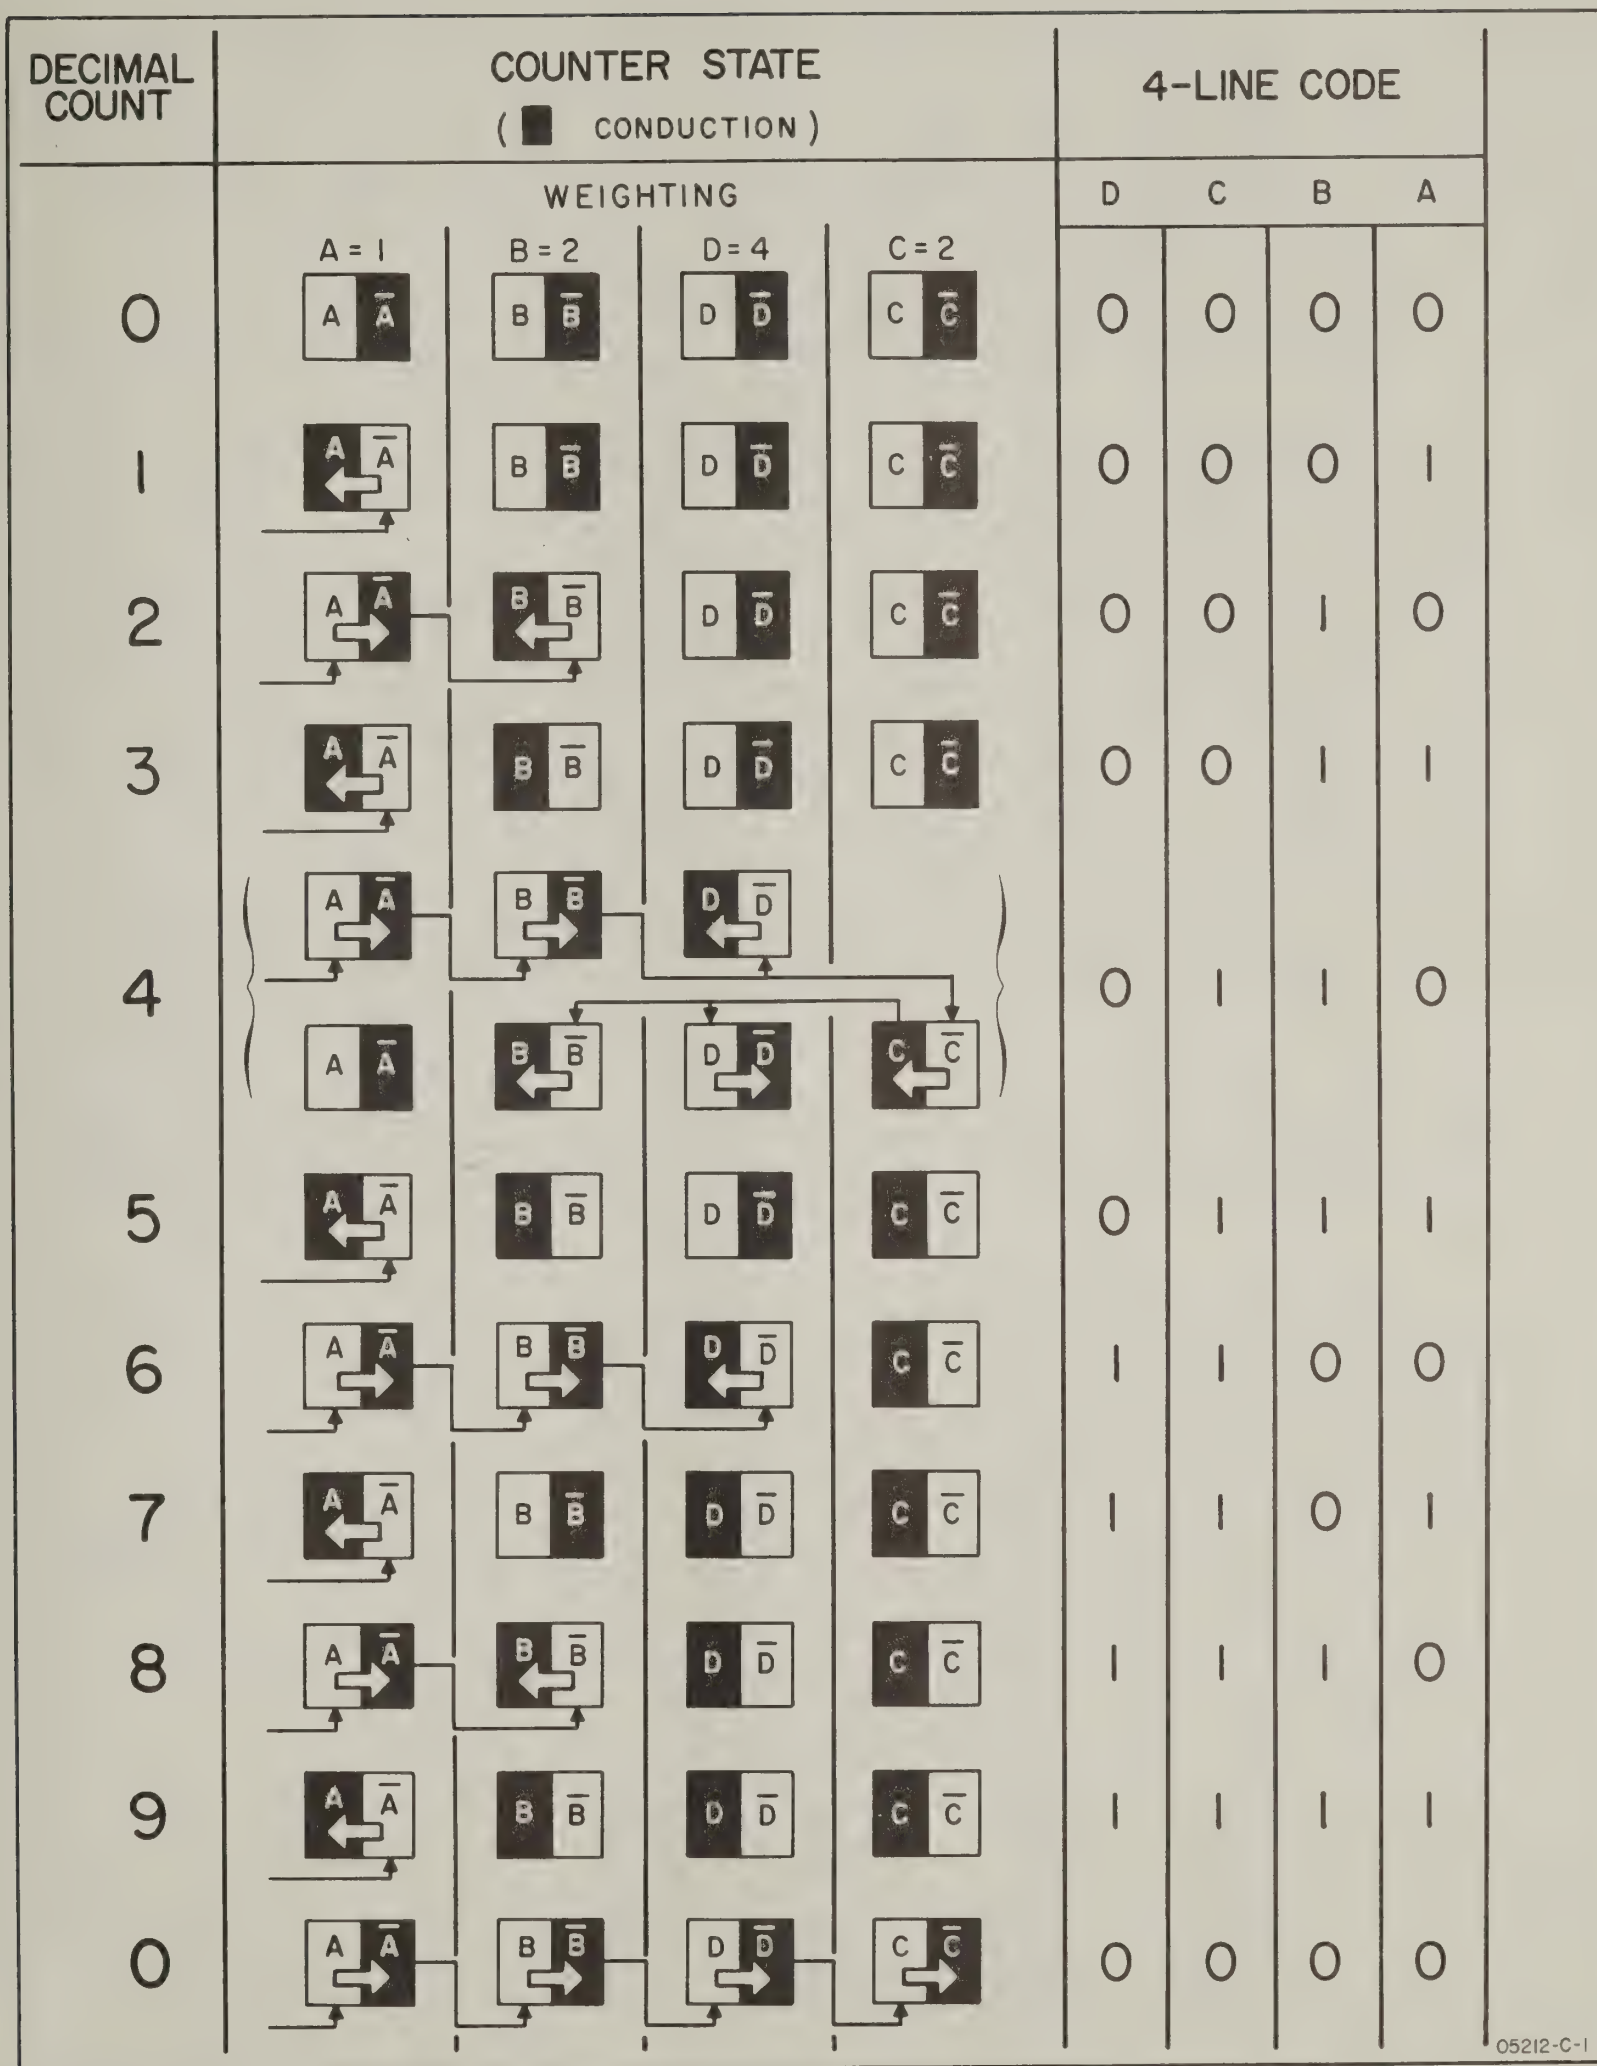 DECIMAL COUNT
COUNTER STATE
( ■ CONDUCTION )
4-LINE CODE
WEIGHTING
D C B A
A = 1 B = 2 D = 4 C = 2
0 A A̅ B B̅ D D̅ C C̅ 0 0 0 0
1 A A̅ B B̅ D D̅ C C̅ 0 0 0 1
2 A A̅ B B̅ D D̅ C C̅ 0 0 1 0
3 A A̅ B B̅ D D̅ C C̅ 0 0 1 1
A A̅ B B̅ D D̅
4 0 1 1 0
A A̅ B B̅ D D̅ C C̅
5 A A̅ B B̅ D D̅ C C̅ 0 1 1 1
6 A A̅ B B̅ D D̅ C C̅ 1 1 0 0
7 A A̅ B B̅ D D̅ C C̅ 1 1 0 1
8 A A̅ B B̅ D D̅ C C̅ 1 1 1 0
9 A A̅ B B̅ D D̅ C C̅ 1 1 1 1
0 A A̅ B B̅ D D̅ C C̅ 0 0 0 0
05212-C-1